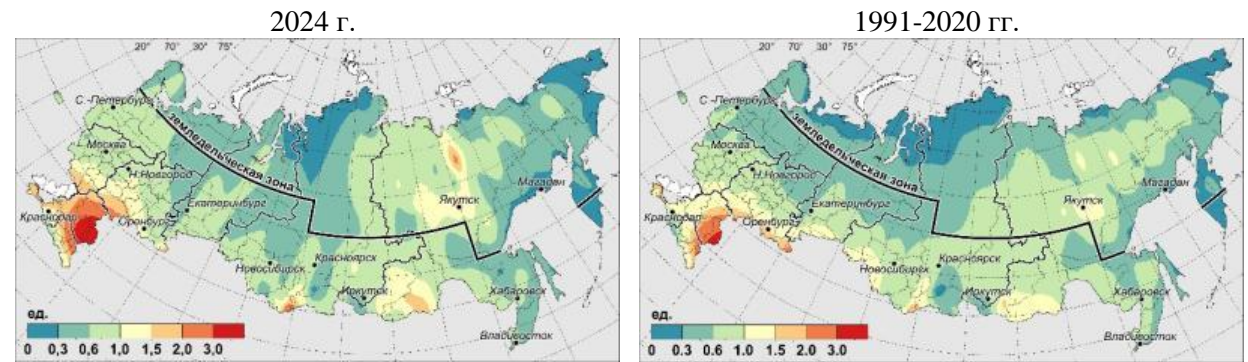 2024 г.
20° 70° 30° 75°
С.-Петербург
земледельческая зона
Москва
Н.Новгород
Магадан
Якутск
Екатеринбург
Краснодар
Оренбург
Красноярск
Новосибирск
Иркутск
Хабаровск
ед.
Владивосток
0 0,3 0,6 1,0 1,5 2,0 3,0
1991-2020 гг.
20° 70° 30° 75°
С.-Петербург
земледельческая зона
Москва
Н.Новгород
Магадан
Якутск
Екатеринбург
Краснодар
Оренбург
Красноярск
Новосибирск
Иркутск
Хабаровск
ед.
Владивосток
0 0.3 0.6 1.0 1.5 2.0 3.0